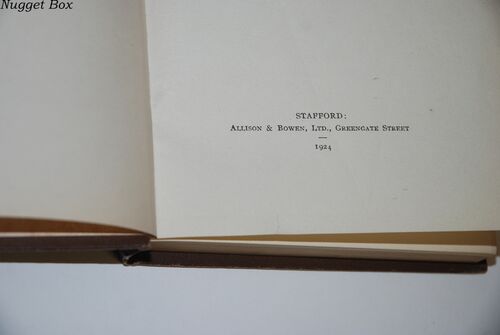 Nugget Box
STAFFORD:
ALLISON & BOWEN, LTD., GREENGATE STREET
1924